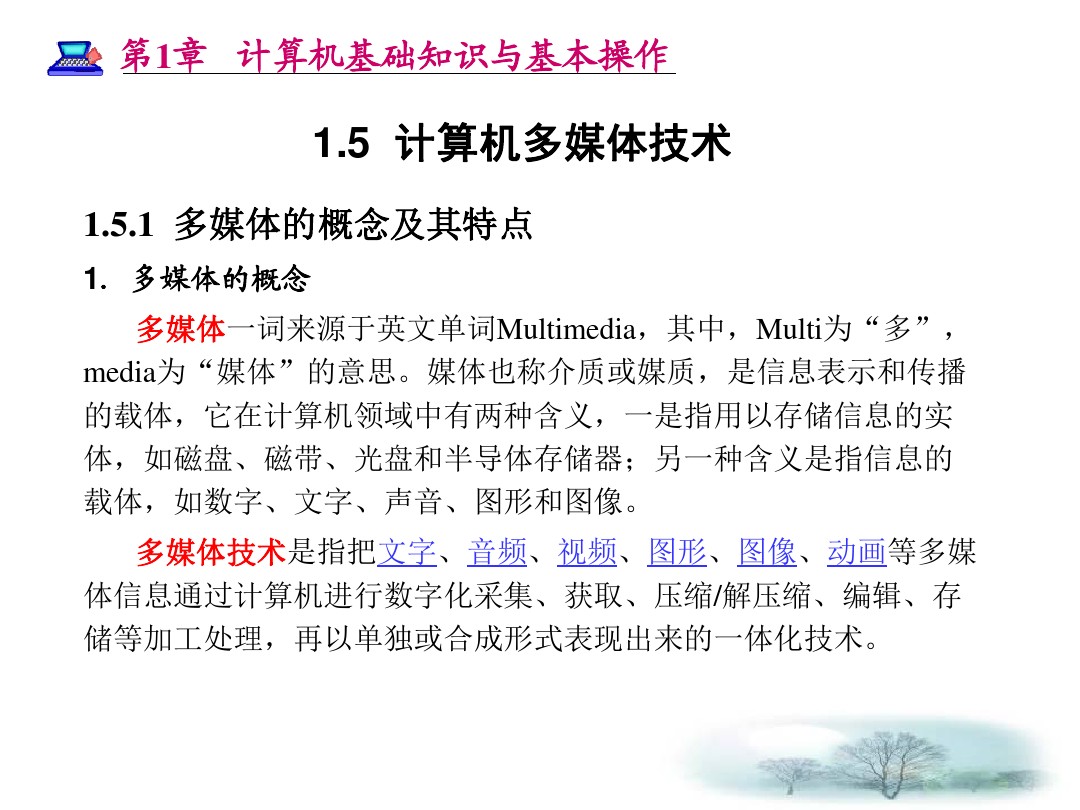 第1章 计算机基础知识与基本操作
1.5 计算机多媒体技术
1.5.1 多媒体的概念及其特点
1. 多媒体的概念
多媒体一词来源于英文单词Multimedia，其中，Multi为“多”，
media为“媒体”的意思。媒体也称介质或媒质，是信息表示和传播
的载体，它在计算机领域中有两种含义，一是指用以存储信息的实
体，如磁盘、磁带、光盘和半导体存储器；另一种含义是指信息的
载体，如数字、文字、声音、图形和图像。
多媒体技术是指把文字、音频、视频、图形、图像、动画等多媒
体信息通过计算机进行数字化采集、获取、压缩/解压缩、编辑、存
储等加工处理，再以单独或合成形式表现出来的一体化技术。